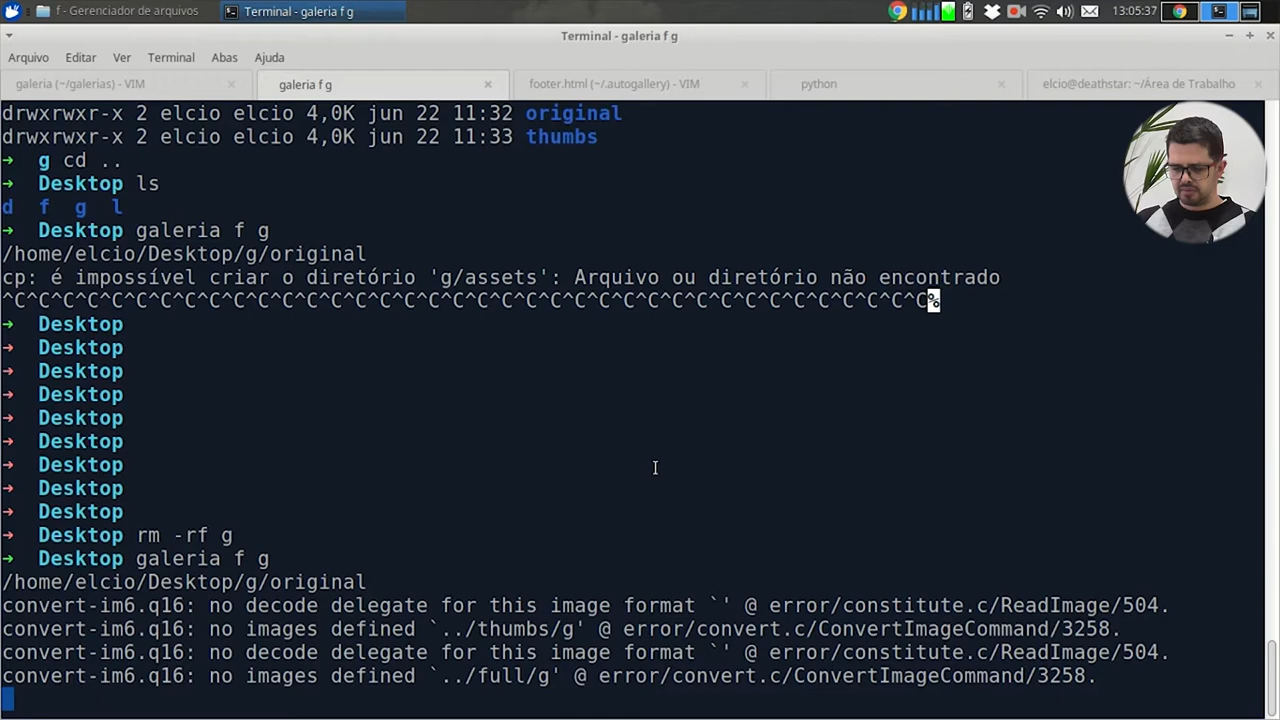 f - Gerenciador de arquivos
Terminal - galeria f g
13:05:37
Terminal - galeria f g
Arquivo Editar Ver Terminal Abas Ajuda
galeria (~/galerias) - VIM
galeria f g
footer.html (~/.autogallery) - VIM
python
elcio@deathstar: ~/Área de Trabalho
drwxrwxr-x 2 elcio elcio 4,0K jun 22 11:32 original
drwxrwxr-x 2 elcio elcio 4,0K jun 22 11:33 thumbs
➜ g cd ..
➜ Desktop ls
d f g l
➜ Desktop galeria f g
/home/elcio/Desktop/g/original
cp: é impossível criar o diretório 'g/assets': Arquivo ou diretório não encontrado
^C^C^C^C^C^C^C^C^C^C^C^C^C^C^C^C^C^C^C^C^C^C^C^C^C^C^C^C^C^C^C^C^C^C^C^C^C^C%
➜ Desktop
➜ Desktop
➜ Desktop
➜ Desktop
➜ Desktop
➜ Desktop
➜ Desktop
➜ Desktop
➜ Desktop
➜ Desktop rm -rf g
➜ Desktop galeria f g
/home/elcio/Desktop/g/original
convert-im6.q16: no decode delegate for this image format `' @ error/constitute.c/ReadImage/504.
convert-im6.q16: no images defined `../thumbs/g' @ error/convert.c/ConvertImageCommand/3258.
convert-im6.q16: no decode delegate for this image format `' @ error/constitute.c/ReadImage/504.
convert-im6.q16: no images defined `../full/g' @ error/convert.c/ConvertImageCommand/3258.